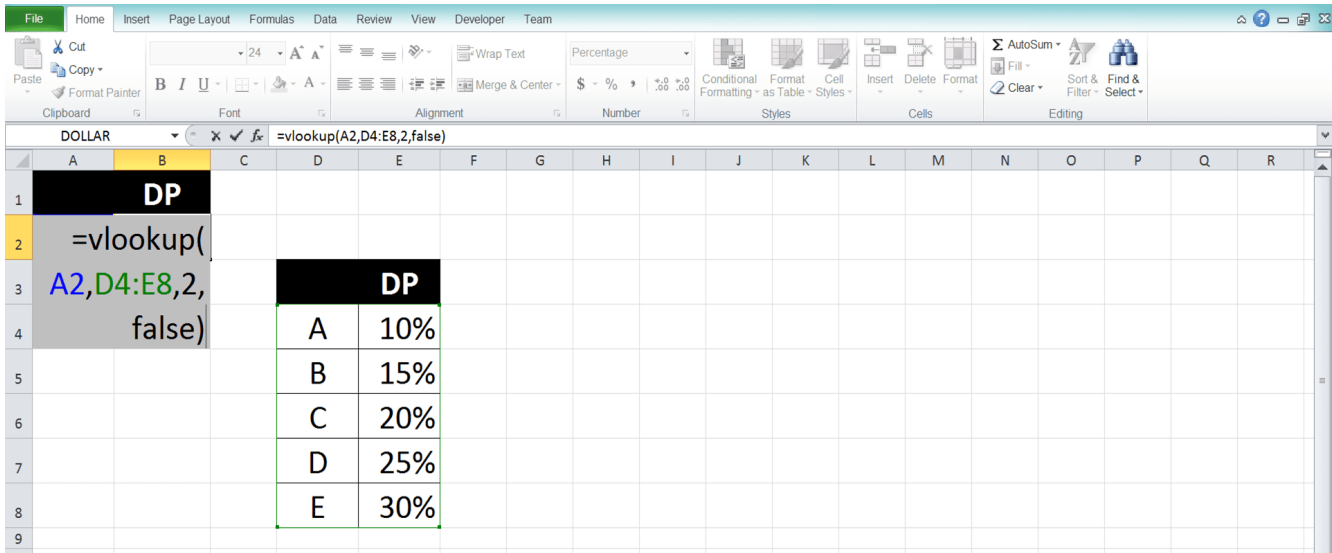 File Home Insert Page Layout Formulas Data Review View Developer Team
Cut 24 A A Wrap Text Percentage AutoSum
Copy Fill
Paste Format Painter B I U A Merge & Center $ % , .0 .00 .00 .0 Conditional Formatting Format as Table Cell Styles Insert Delete Format Clear Sort & Filter Find & Select
Clipboard Font Alignment Number Styles Cells Editing
DOLLAR fx =vlookup(A2,D4:E8,2,false)
A B C D E F G H I J K L M N O P Q R
1 DP
2 =vlookup(
3 A2,D4:E8,2, DP
4 false) A 10%
5 B 15%
6 C 20%
7 D 25%
8 E 30%
9